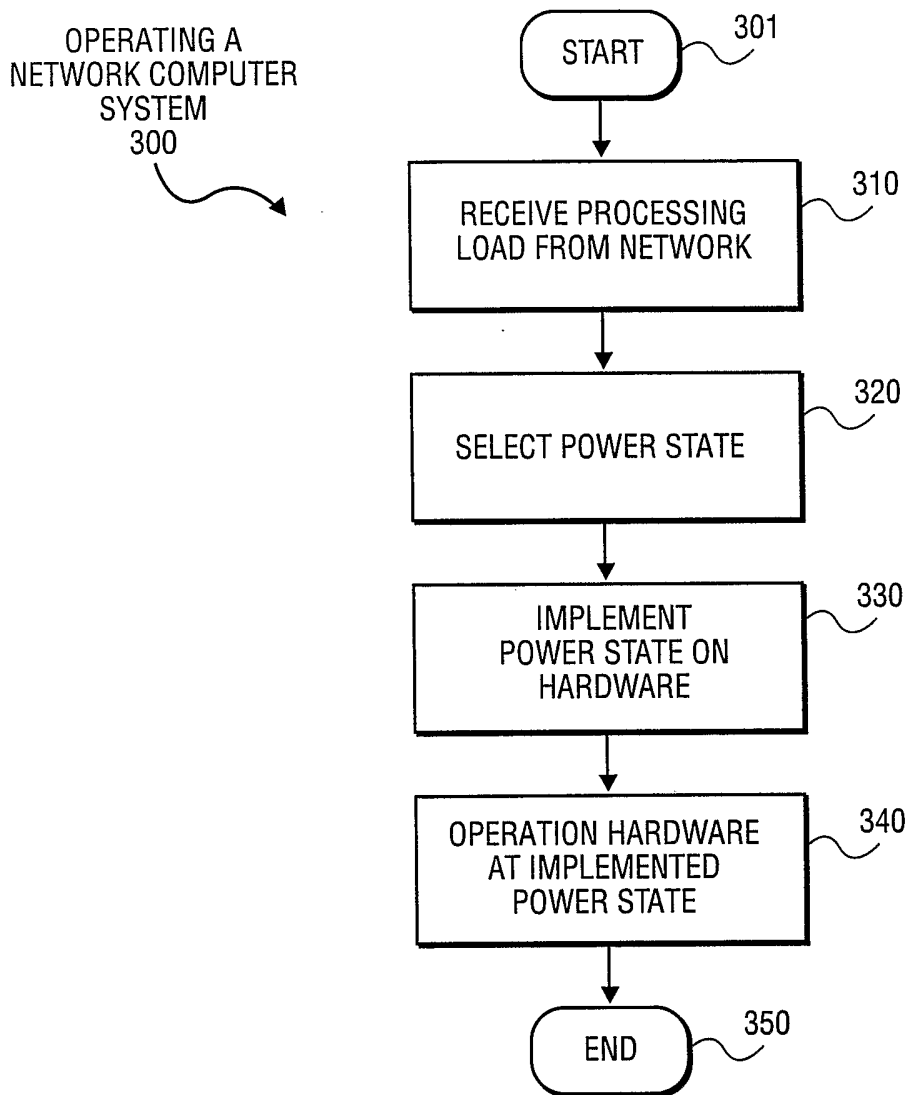 OPERATING A
NETWORK COMPUTER
SYSTEM
300
START
301
RECEIVE PROCESSING
LOAD FROM NETWORK
310
SELECT POWER STATE
320
IMPLEMENT
POWER STATE ON
HARDWARE
330
OPERATION HARDWARE
AT IMPLEMENTED
POWER STATE
340
END
350